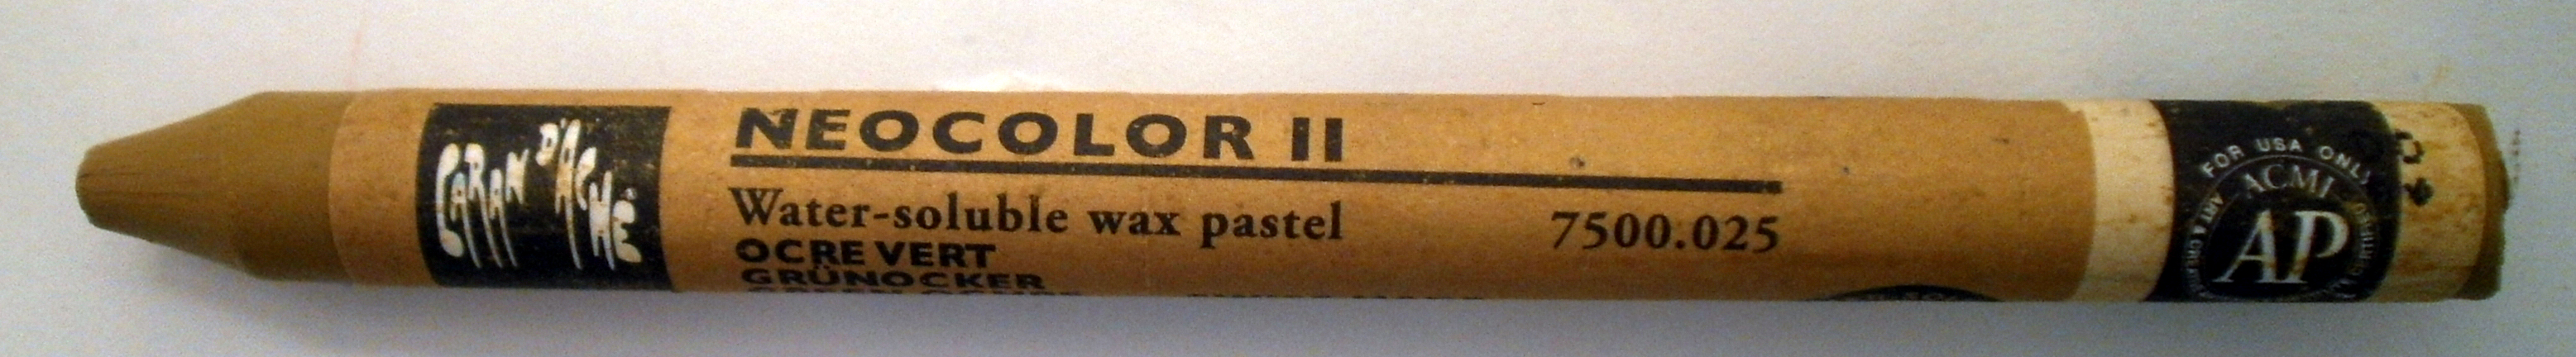 CARAN D'ACHE
NEOCOLOR II
Water-soluble wax pastel 7500.025
OCRE VERT
GRÜNOCKER
FOR USA ONLY
ACMI
AP